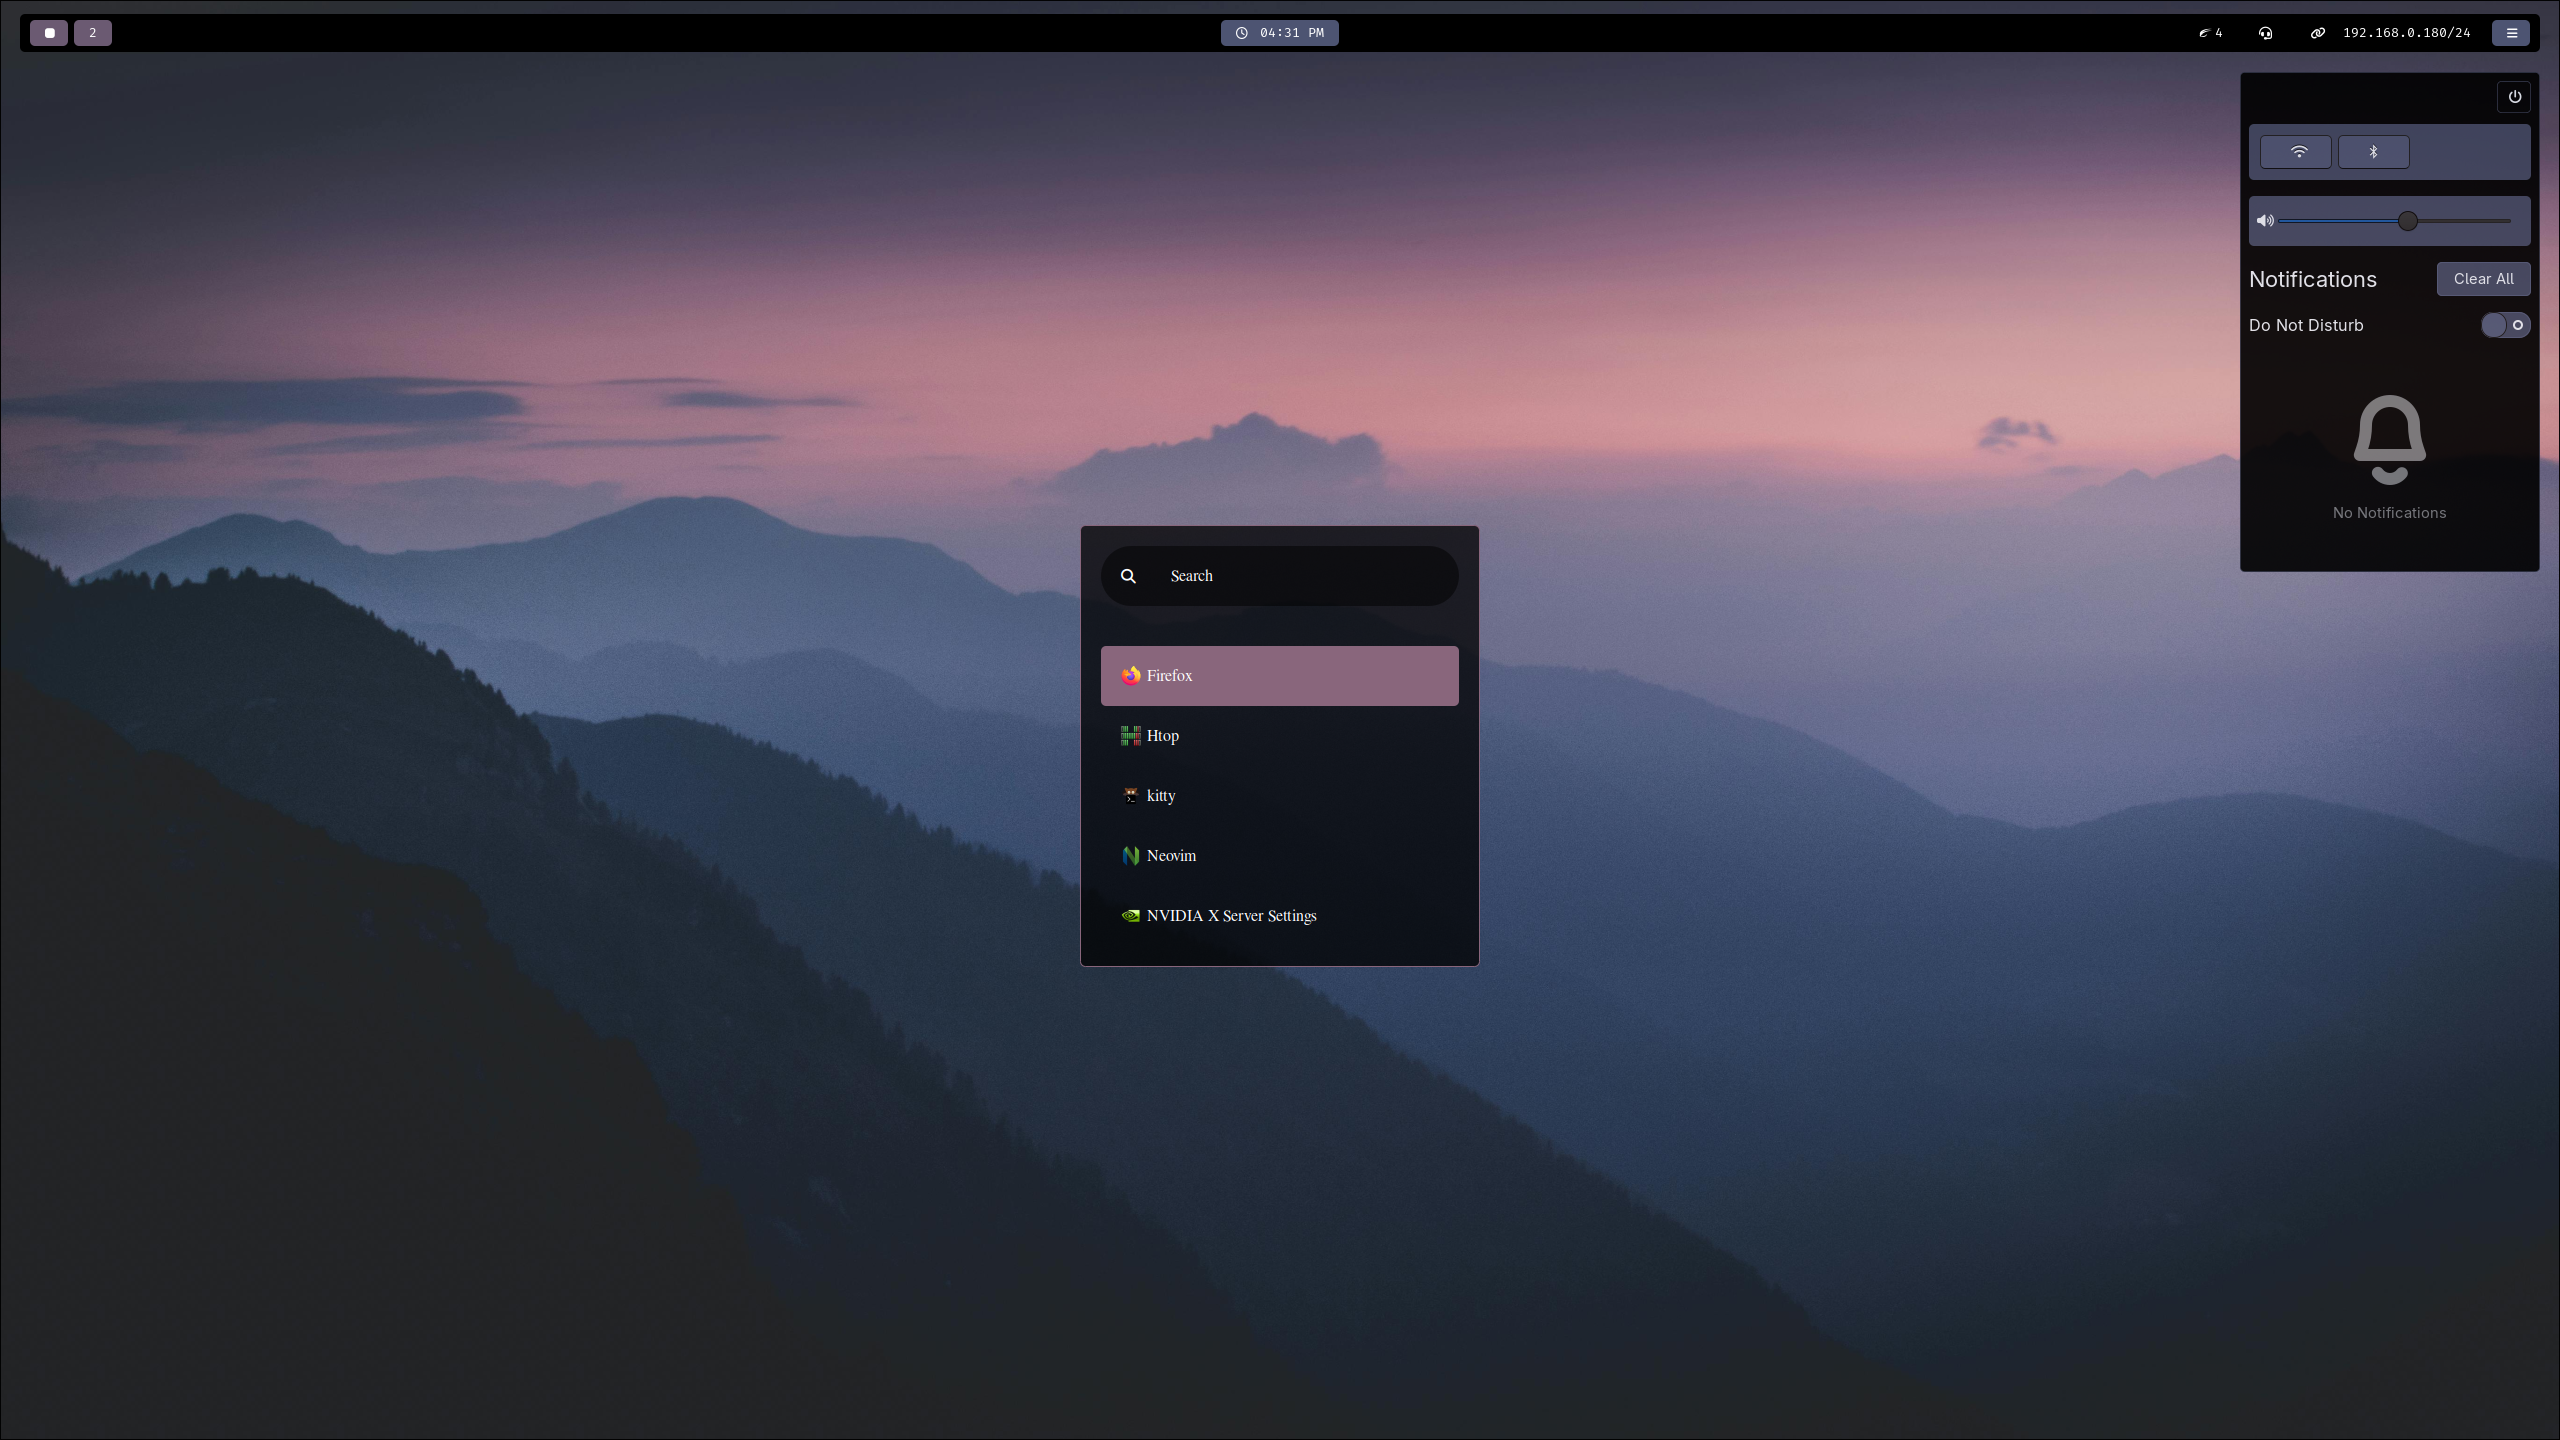 2
04:31 PM
4
192.168.0.180/24
Notifications
Clear All
Do Not Disturb
No Notifications
Search
Firefox
Htop
kitty
Neovim
NVIDIA X Server Settings